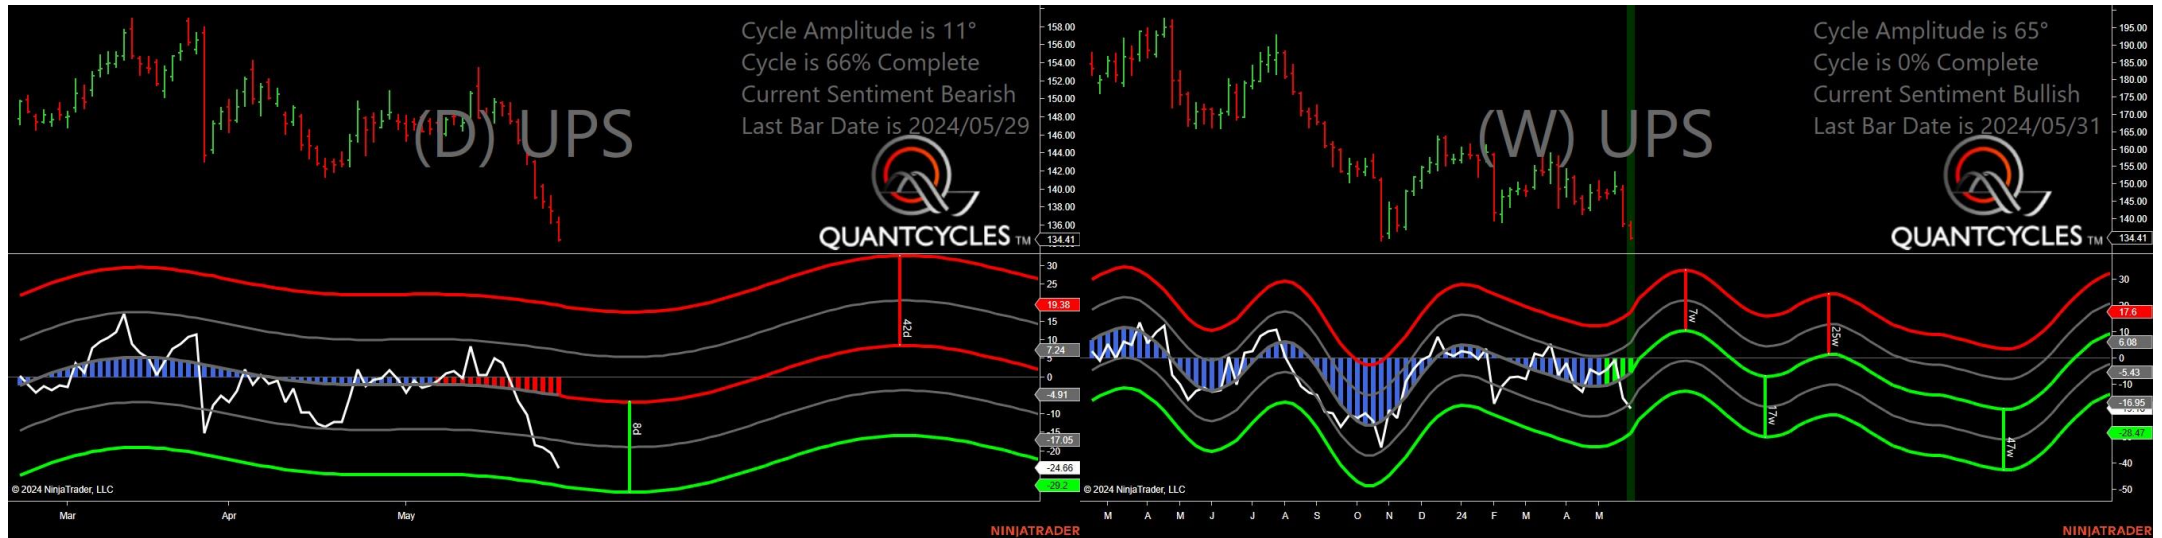 Cycle Amplitude is 11°
Cycle is 66% Complete
Current Sentiment Bearish
Last Bar Date is 2024/05/29
(D) UPS
QUANTCYCLES TM
158.00
156.00
154.00
152.00
150.00
148.00
146.00
144.00
142.00
140.00
138.00
136.00
134.41
30
25
19.38
15
10
7.24
5
0
-4.91
-10
-15
-17.05
-20
-24.66
-29.2
42d
8d
© 2024 NinjaTrader, LLC
Mar Apr May
NINJATRADER
Cycle Amplitude is 65°
Cycle is 0% Complete
Current Sentiment Bullish
Last Bar Date is 2024/05/31
(W) UPS
QUANTCYCLES TM
195.00
190.00
185.00
180.00
175.00
170.00
165.00
160.00
155.00
150.00
145.00
140.00
134.41
30
17.6
10
6.08
0
-5.43
-10
-16.95
-28.47
-40
-50
7w
25w
17w
47w
© 2024 NinjaTrader, LLC
M A M J J A S O N D 24 F M A M
NINJATRADER